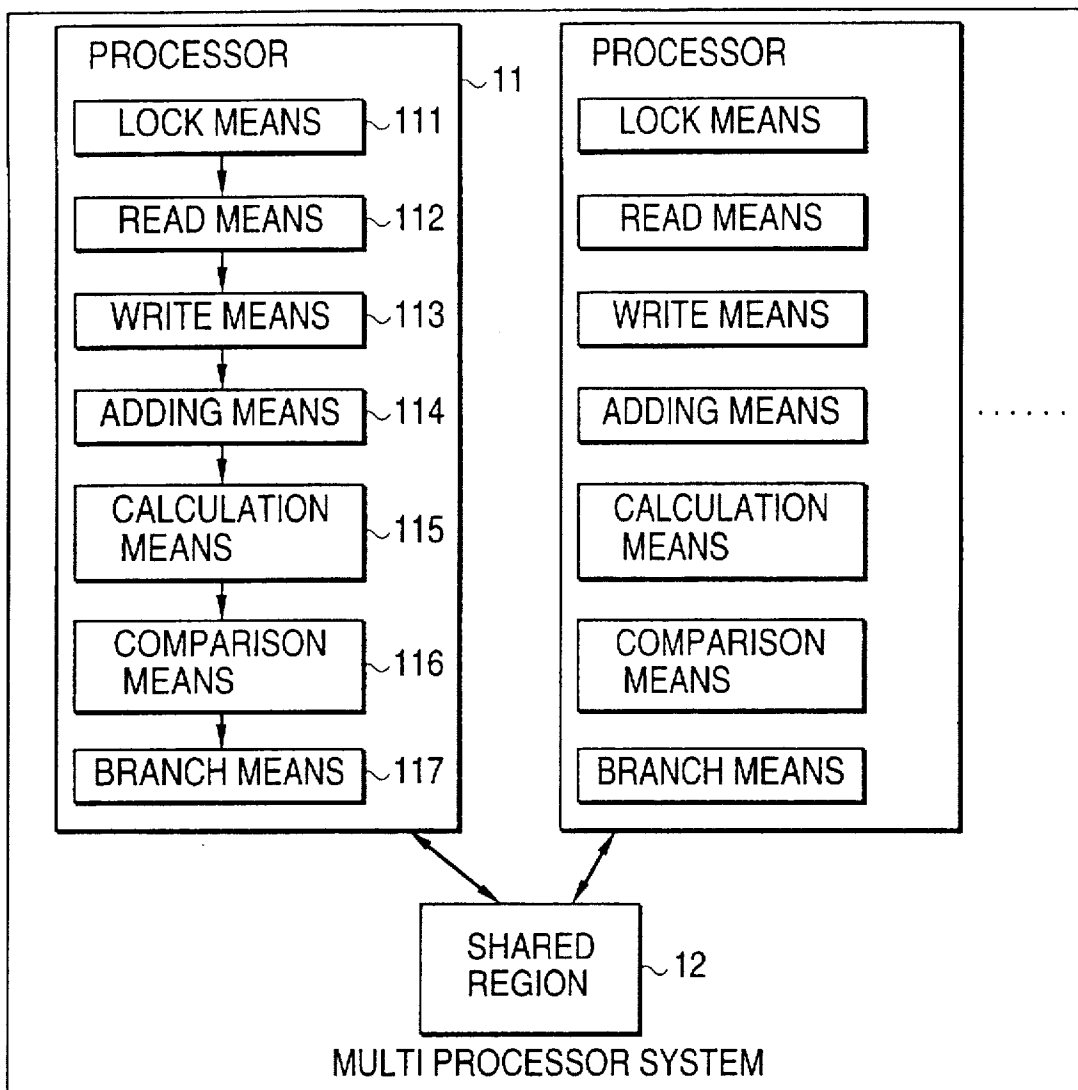 PROCESSOR
11
LOCK MEANS
111
READ MEANS
112
WRITE MEANS
113
ADDING MEANS
114
CALCULATION
MEANS
115
COMPARISON
MEANS
116
BRANCH MEANS
117
PROCESSOR
LOCK MEANS
READ MEANS
WRITE MEANS
ADDING MEANS
CALCULATION
MEANS
COMPARISON
MEANS
BRANCH MEANS
......
SHARED
REGION
12
MULTI PROCESSOR SYSTEM